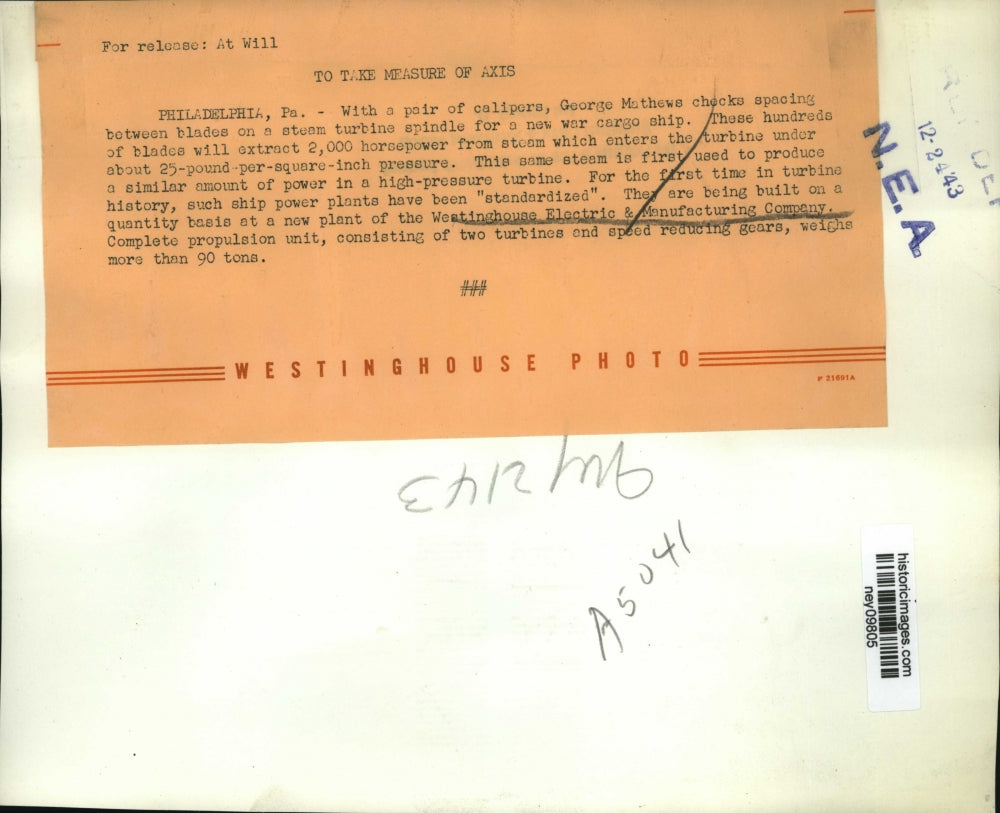 For release: At Will
TO TAKE MEASURE OF AXIS
PHILADELPHIA, Pa. - With a pair of calipers, George Mathews checks spacing
between blades on a steam turbine spindle for a new war cargo ship. These hundreds
of blades will extract 2,000 horsepower from steam which enters the turbine under
about 25-pound-per-square-inch pressure. This same steam is first used to produce
a similar amount of power in a high-pressure turbine. For the first time in turbine
history, such ship power plants have been "standardized". They are being built on a
quantity basis at a new plant of the Westinghouse Electric & Manufacturing Company.
Complete propulsion unit, consisting of two turbines and speed reducing gears, weighs
more than 90 tons.
###
WESTINGHOUSE PHOTO
P 21691A
12-2443
N.E.A.
A5041
historicimages.com
ney09805